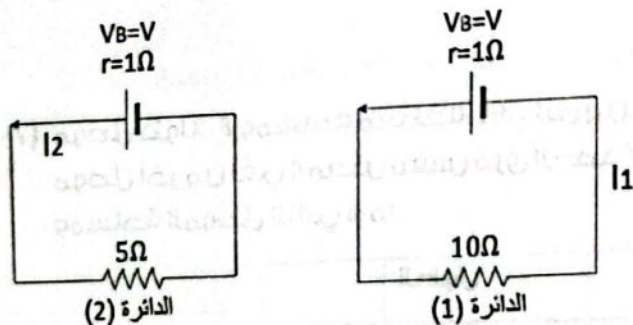 VB=V
r=1Ω
I2
5Ω
الدائرة (2)
VB=V
r=1Ω
I1
10Ω
الدائرة (1)